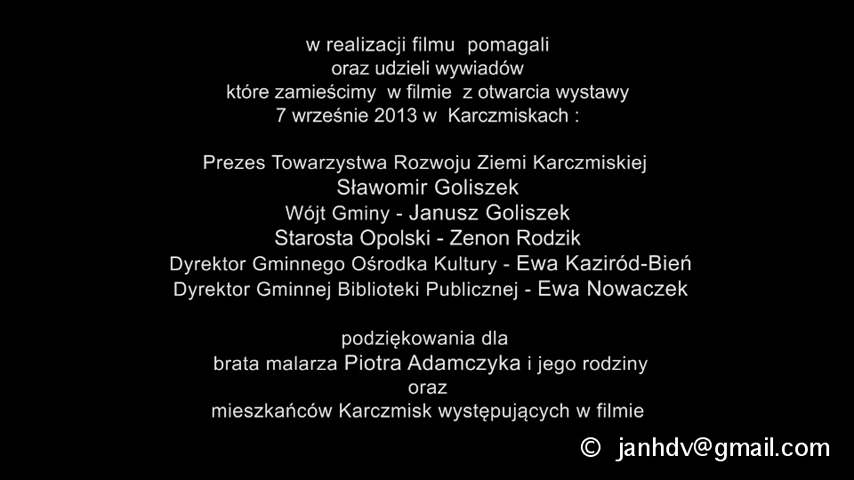 w realizacji filmu pomagali
oraz udzieli wywiadów
które zamieścimy w filmie z otwarcia wystawy
7 wrześnie 2013 w Karczmiskach :
Prezes Towarzystwa Rozwoju Ziemi Karczmiskiej
Sławomir Goliszek
Wójt Gminy - Janusz Goliszek
Starosta Opolski - Zenon Rodzik
Dyrektor Gminnego Ośrodka Kultury - Ewa Kaziród-Bień
Dyrektor Gminnej Biblioteki Publicznej - Ewa Nowaczek
podziękowania dla
brata malarza Piotra Adamczyka i jego rodziny
oraz
mieszkańców Karczmisk występujących w filmie
© janhdv@gmail.com